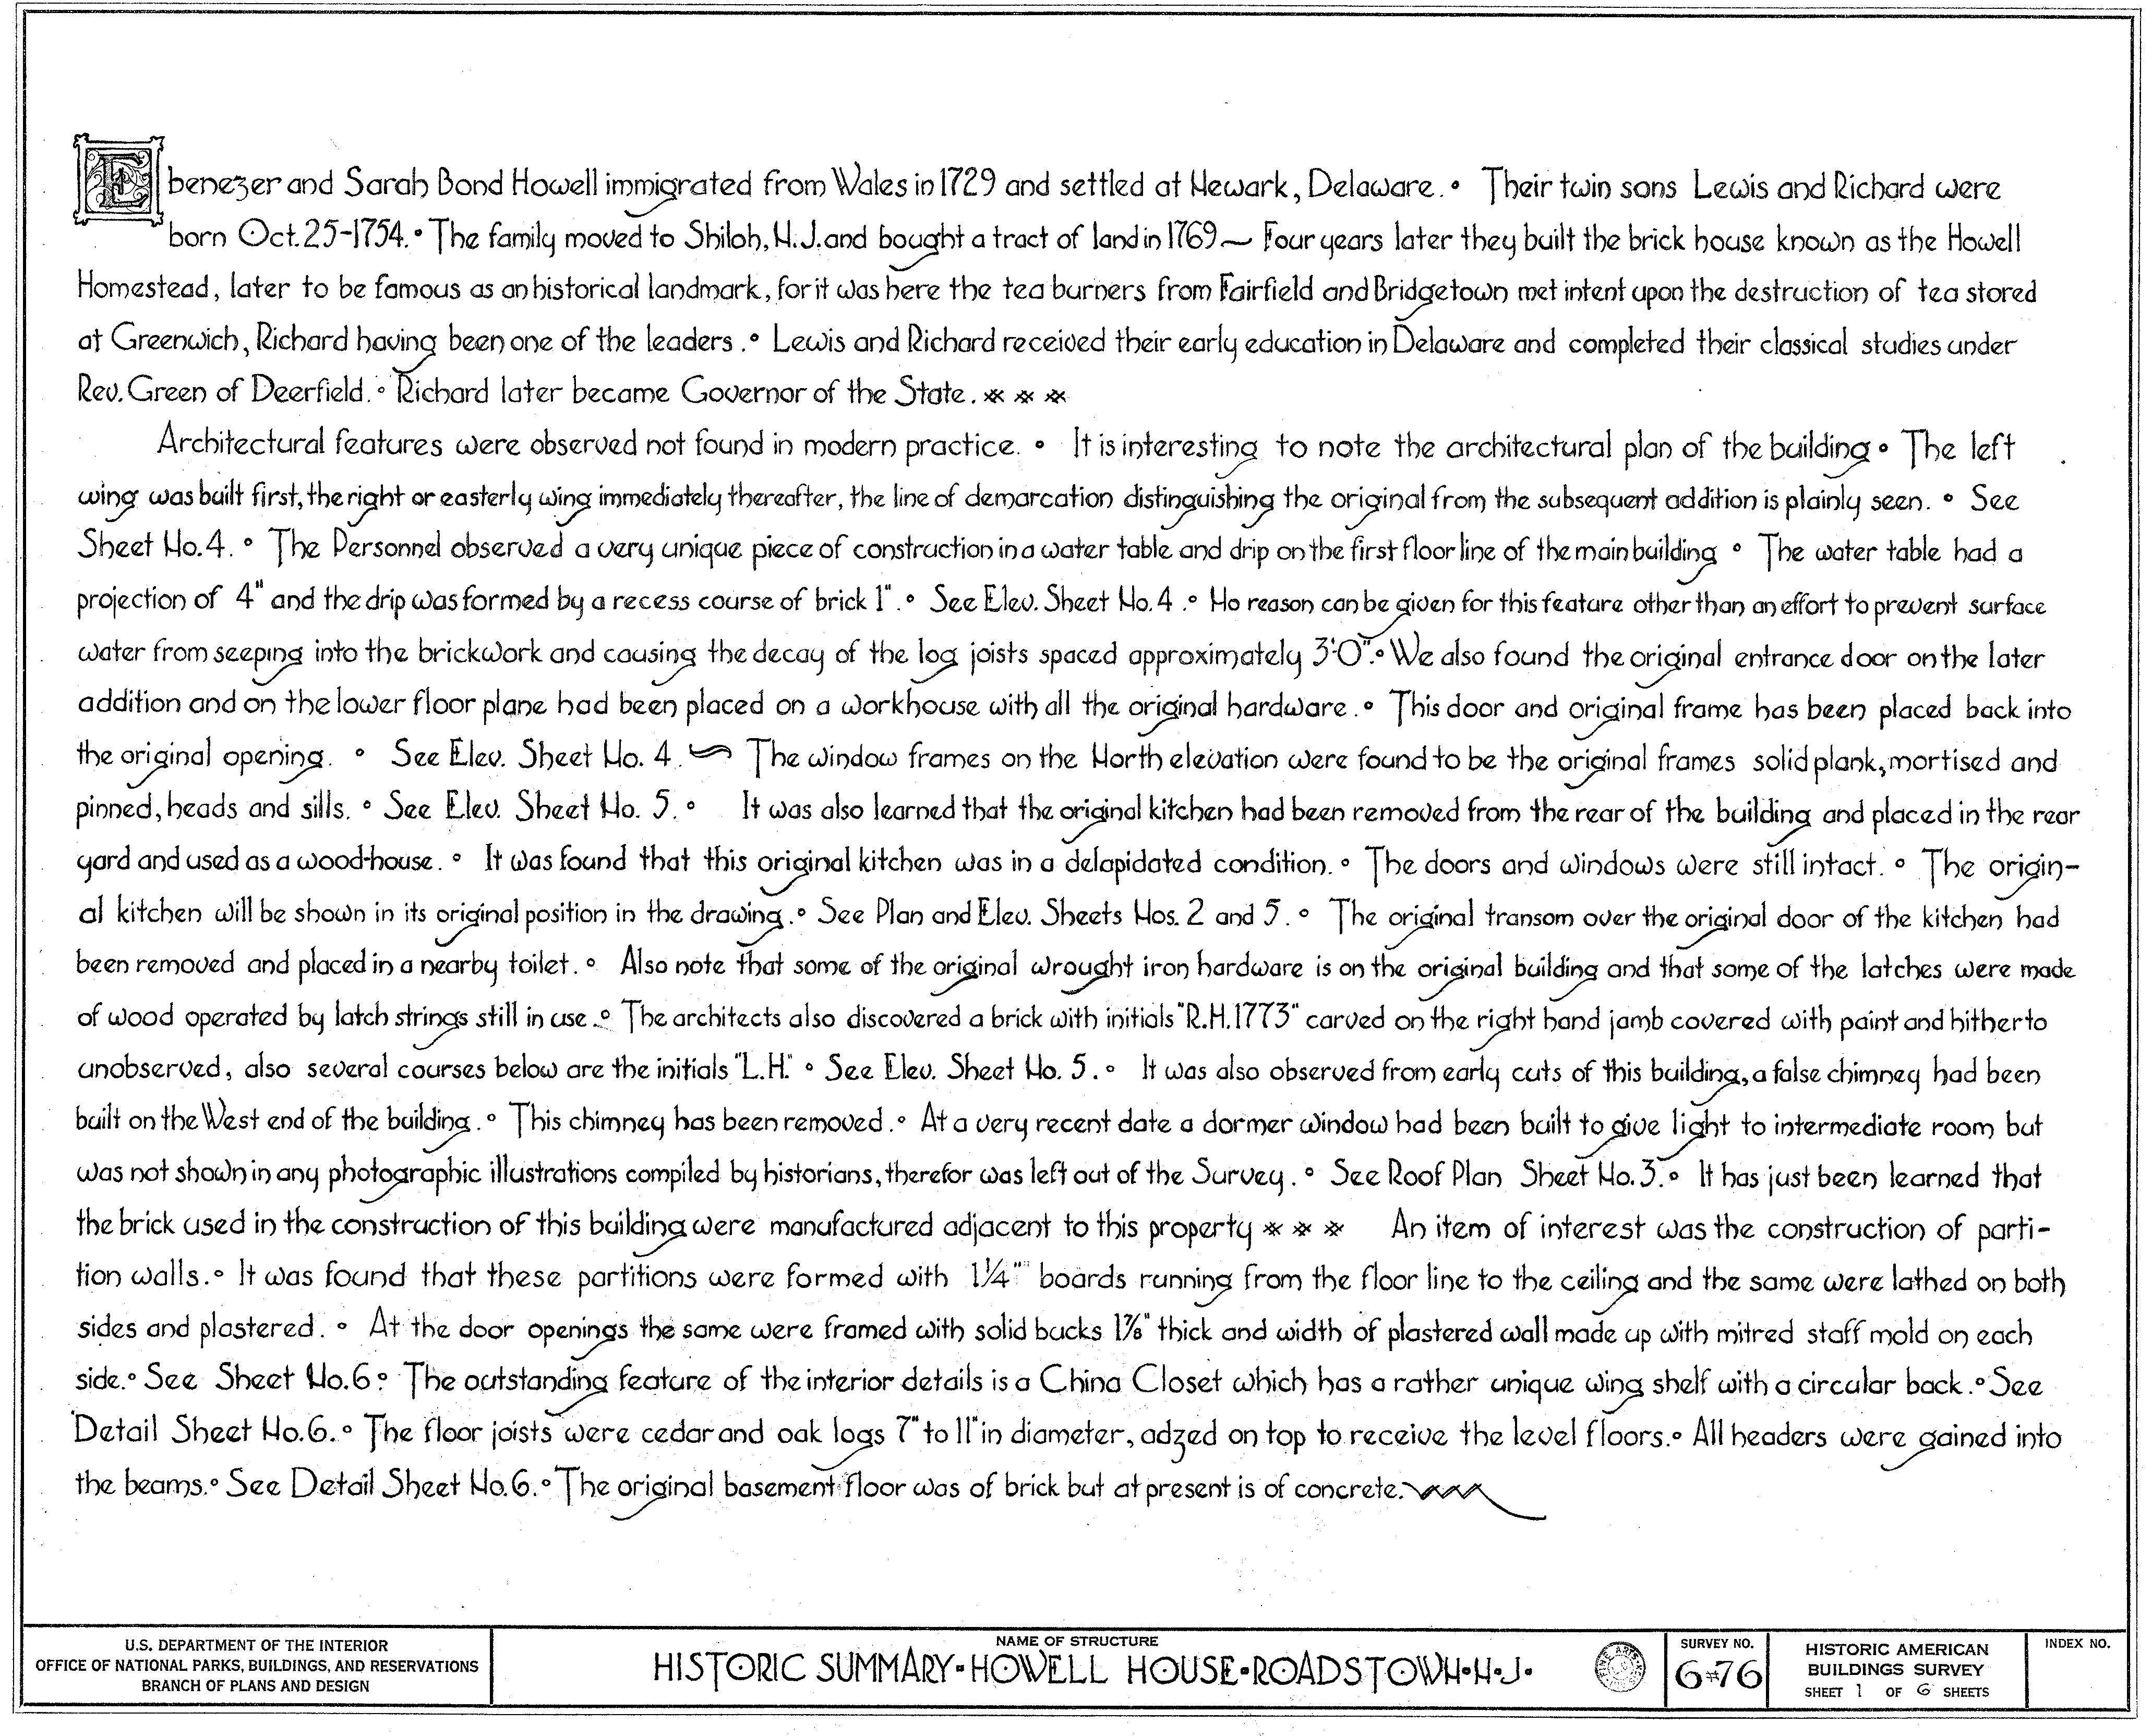 Ebenezer and Sarah Bond Howell immigrated from Wales in 1729 and settled at Newark, Delaware. • Their twin sons Lewis and Richard were
born Oct. 25-1754. • The family moved to Shiloh, N.J. and bought a tract of land in 1769 ~ Four years later they built the brick house known as the Howell
Homestead, later to be famous as an historical landmark, for it was here the tea burners from Fairfield and Bridgetown met intent upon the destruction of tea stored
at Greenwich, Richard having been one of the leaders. • Lewis and Richard received their early education in Delaware and completed their classical studies under
Rev. Green of Deerfield. • Richard later became Governor of the State. * * *
Architectural features were observed not found in modern practice. • It is interesting to note the architectural plan of the building • The left
wing was built first, the right or easterly wing immediately thereafter, the line of demarcation distinguishing the original from the subsequent addition is plainly seen. • See
Sheet No. 4. • The Personnel observed a very unique piece of construction in a water table and drip on the first floor line of the main building • The water table had a
projection of 4" and the drip was formed by a recess course of brick 1". • See Elev. Sheet No. 4. • No reason can be given for this feature other than an effort to prevent surface
water from seeping into the brickwork and causing the decay of the log joists spaced approximately 3'-0". • We also found the original entrance door on the later
addition and on the lower floor plane had been placed on a workhouse with all the original hardware. • This door and original frame has been placed back into
the original opening. • See Elev. Sheet No. 4. ~ The window frames on the North elevation were found to be the original frames solid plank, mortised and
pinned, heads and sills. • See Elev. Sheet No. 5. • It was also learned that the original kitchen had been removed from the rear of the building and placed in the rear
yard and used as a wood-house. • It was found that this original kitchen was in a delapidated condition. • The doors and windows were still intact. • The origin-
al kitchen will be shown in its original position in the drawing. • See Plan and Elev. Sheets Nos. 2 and 5. • The original transom over the original door of the kitchen had
been removed and placed in a nearby toilet. • Also note that some of the original wrought iron hardware is on the original building and that some of the latches were made
of wood operated by latch strings still in use. • The architects also discovered a brick with initials "R.H. 1773" carved on the right hand jamb covered with paint and hitherto
unobserved, also several courses below are the initials "L.H." • See Elev. Sheet No. 5. • It was also observed from early cuts of this building, a false chimney had been
built on the West end of the building. • This chimney has been removed. • At a very recent date a dormer window had been built to give light to intermediate room but
was not shown in any photographic illustrations compiled by historians, therefor was left out of the Survey. • See Roof Plan Sheet No. 3. • It has just been learned that
the brick used in the construction of this building were manufactured adjacent to this property * * * An item of interest was the construction of parti-
tion walls. • It was found that these partitions were formed with 1¼" boards running from the floor line to the ceiling and the same were lathed on both
sides and plastered. • At the door openings the same were framed with solid bucks 1⅞" thick and width of plastered wall made up with mitred staff mold on each
side. • See Sheet No. 6 • The outstanding feature of the interior details is a China Closet which has a rather unique wing shelf with a circular back. • See
Detail Sheet No. 6. • The floor joists were cedar and oak logs 7" to 11" in diameter, adzed on top to receive the level floors. • All headers were gained into
the beams. • See Detail Sheet No. 6. • The original basement floor was of brick but at present is of concrete.
U.S. DEPARTMENT OF THE INTERIOR
OFFICE OF NATIONAL PARKS, BUILDINGS, AND RESERVATIONS
BRANCH OF PLANS AND DESIGN
NAME OF STRUCTURE
HISTORIC SUMMARY • HOWELL HOUSE • ROADSTOWN • N • J •
SURVEY NO.
6-76
HISTORIC AMERICAN
BUILDINGS SURVEY
SHEET 1 OF 6 SHEETS
INDEX NO.